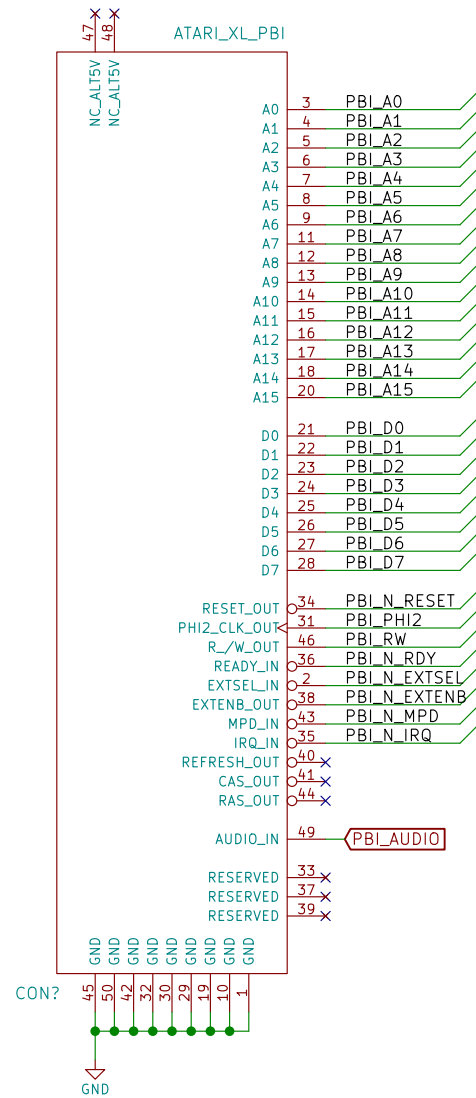 47 48 ATARI_XL_PBI
NC_ALT5V NC_ALT5V
A0 3 PBI_A0
A1 4 PBI_A1
A2 5 PBI_A2
A3 6 PBI_A3
A4 7 PBI_A4
A5 8 PBI_A5
A6 9 PBI_A6
A7 11 PBI_A7
A8 12 PBI_A8
A9 13 PBI_A9
A10 14 PBI_A10
A11 15 PBI_A11
A12 16 PBI_A12
A13 17 PBI_A13
A14 18 PBI_A14
A15 20 PBI_A15
D0 21 PBI_D0
D1 22 PBI_D1
D2 23 PBI_D2
D3 24 PBI_D3
D4 25 PBI_D4
D5 26 PBI_D5
D6 27 PBI_D6
D7 28 PBI_D7
RESET_OUT 34 PBI_N_RESET
PHI2_CLK_OUT 31 PBI_PHI2
R_/W_OUT 46 PBI_RW
READY_IN 36 PBI_N_RDY
EXTSEL_IN 2 PBI_N_EXTSEL
EXTENB_OUT 38 PBI_N_EXTENB
MPD_IN 43 PBI_N_MPD
IRQ_IN 35 PBI_N_IRQ
REFRESH_OUT 40
CAS_OUT 41
RAS_OUT 44
AUDIO_IN 49 PBI_AUDIO
RESERVED 33
RESERVED 37
RESERVED 39
GND GND GND GND GND GND GND GND GND
CON? 45 50 42 32 30 29 19 10 1
GND